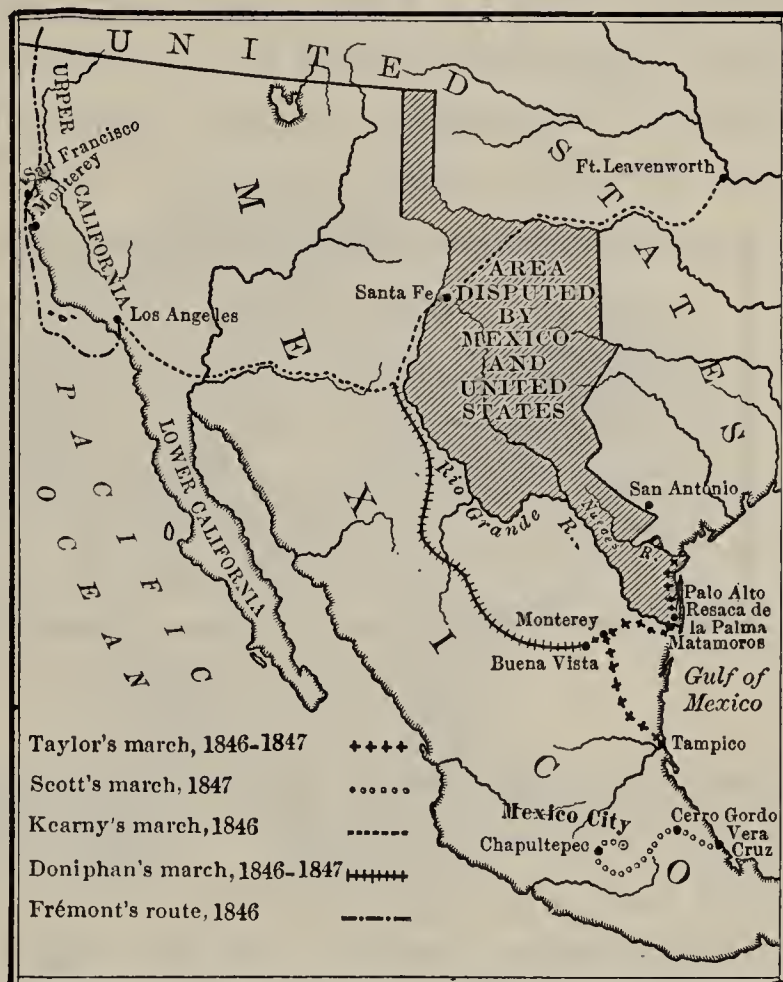 UNITED
STATES
MEXICO
UPPER
CALIFORNIA
San Francisco
Monterey
Los Angeles
Santa Fe
Ft. Leavenworth
AREA
DISPUTED
BY
MEXICO
AND
UNITED
STATES
PACIFIC
OCEAN
LOWER CALIFORNIA
Rio Grande R.
Nueces R.
San Antonio
Palo Alto
Resaca de
la Palma
Matamoros
Monterey
Buena Vista
Gulf of
Mexico
Tampico
Mexico City
Chapultepec
Cerro Gordo
Vera
Cruz
Taylor's march, 1846-1847
Scott's march, 1847
Kearny's march, 1846
Doniphan's march, 1846-1847
Frémont's route, 1846